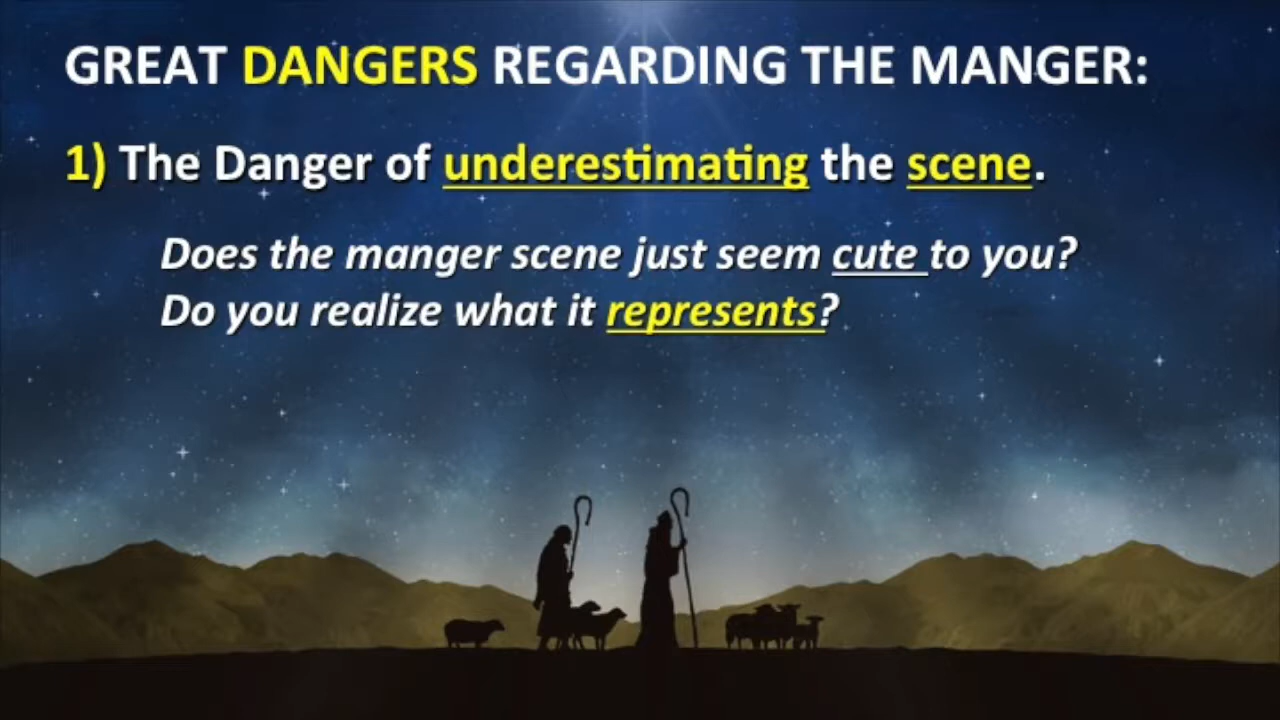 GREAT DANGERS REGARDING THE MANGER:
1) The Danger of underestimating the scene.
Does the manger scene just seem cute to you?
Do you realize what it represents?